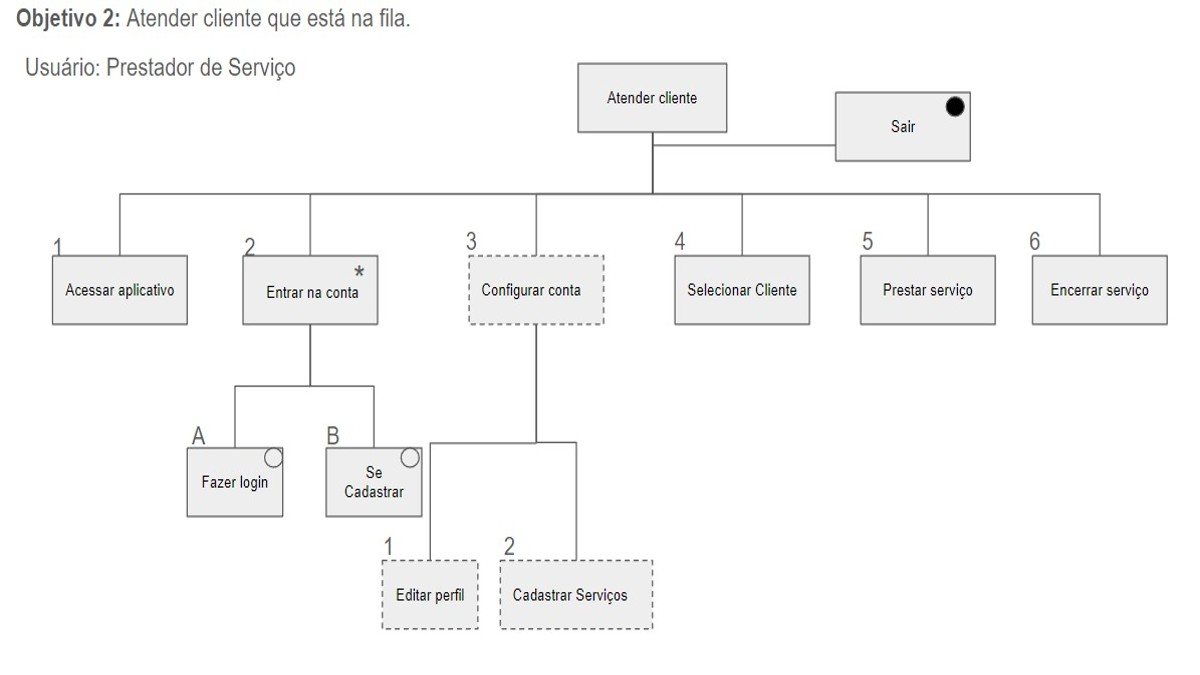 Objetivo 2: Atender cliente que está na fila.
Usuário: Prestador de Serviço
Atender cliente
Sair
1
2
3
4
5
6
Acessar aplicativo
*
Entrar na conta
Configurar conta
Selecionar Cliente
Prestar serviço
Encerrar serviço
A
B
Fazer login
Se
Cadastrar
1
2
Editar perfil
Cadastrar Serviços